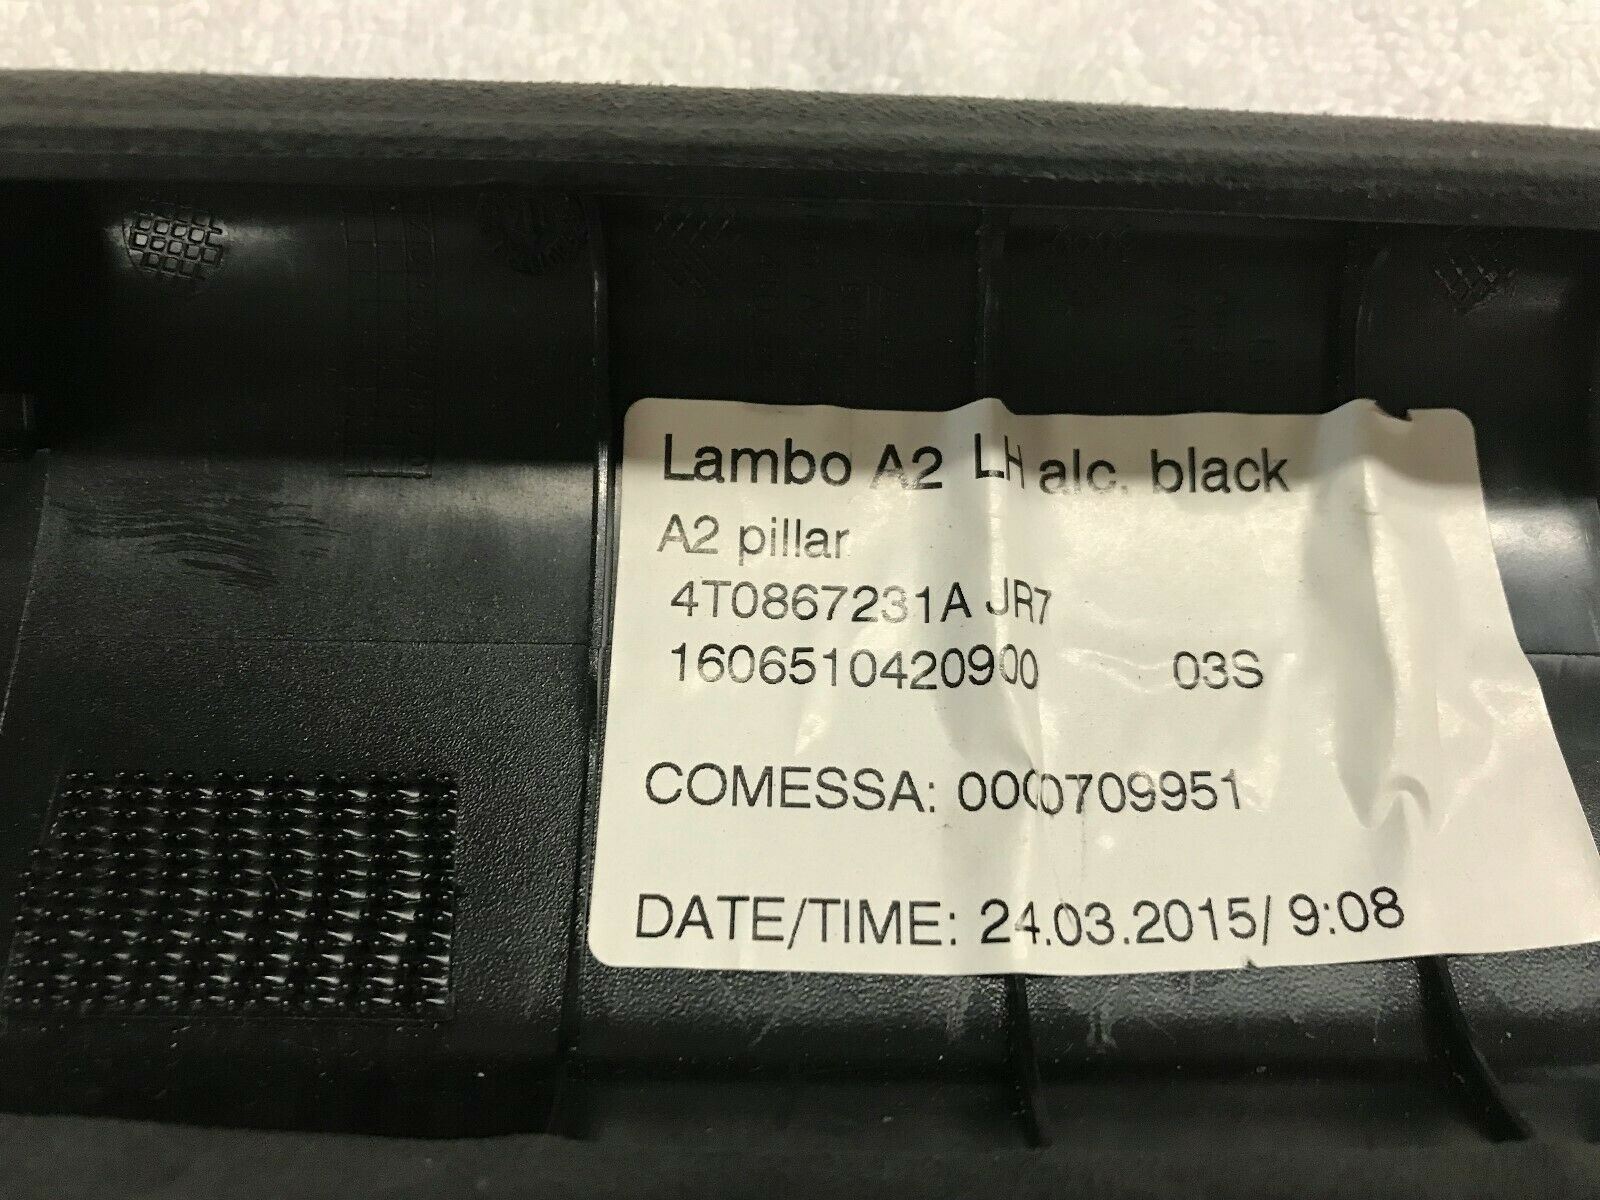 Lambo A2 LH alc. black
A2 pillar
4T0867231A JR7
1606510420900 03S
COMESSA: 0000709951
DATE/TIME: 24.03.2015/ 9:08